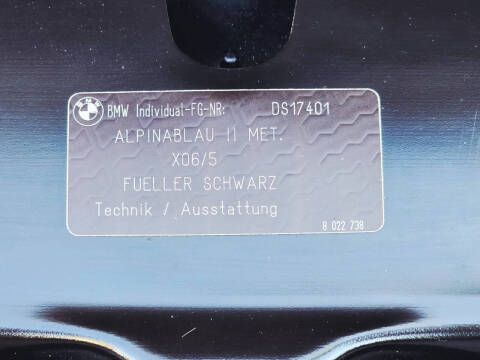 BMW Individual-FG-NR: DS17401
ALPINABLAU II MET.
X06/5
FUELLER SCHWARZ
Technik / Ausstattung
8 022 738